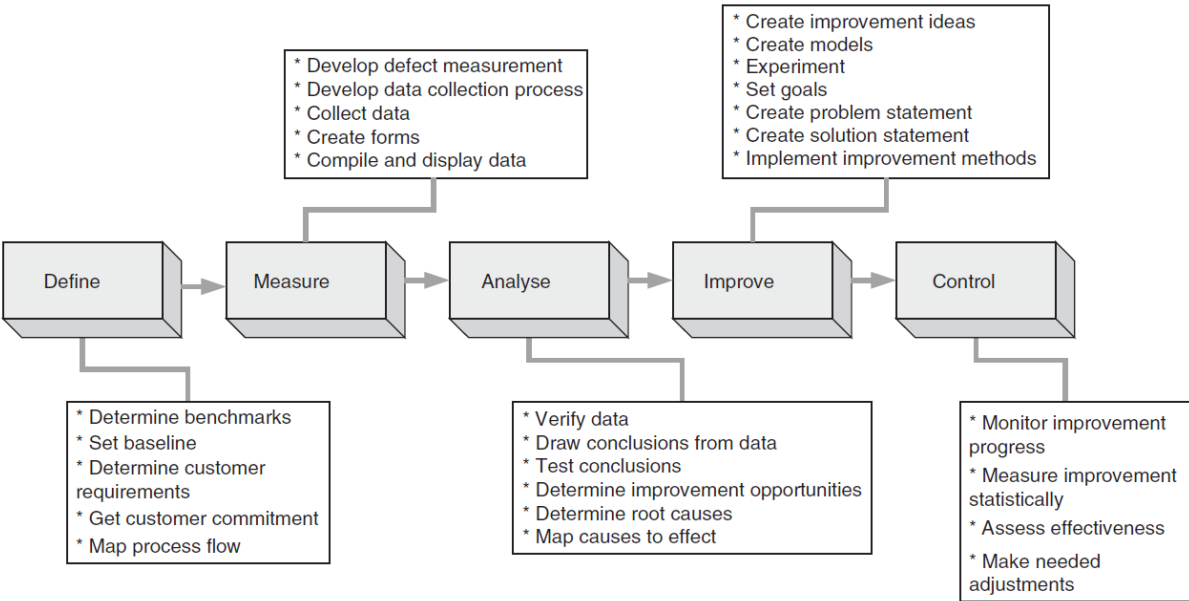 * Develop defect measurement
* Develop data collection process
* Collect data
* Create forms
* Compile and display data
* Create improvement ideas
* Create models
* Experiment
* Set goals
* Create problem statement
* Create solution statement
* Implement improvement methods
Define
Measure
Analyse
Improve
Control
* Determine benchmarks
* Set baseline
* Determine customer
requirements
* Get customer commitment
* Map process flow
* Verify data
* Draw conclusions from data
* Test conclusions
* Determine improvement opportunities
* Determine root causes
* Map causes to effect
* Monitor improvement
progress
* Measure improvement
statistically
* Assess effectiveness
* Make needed
adjustments